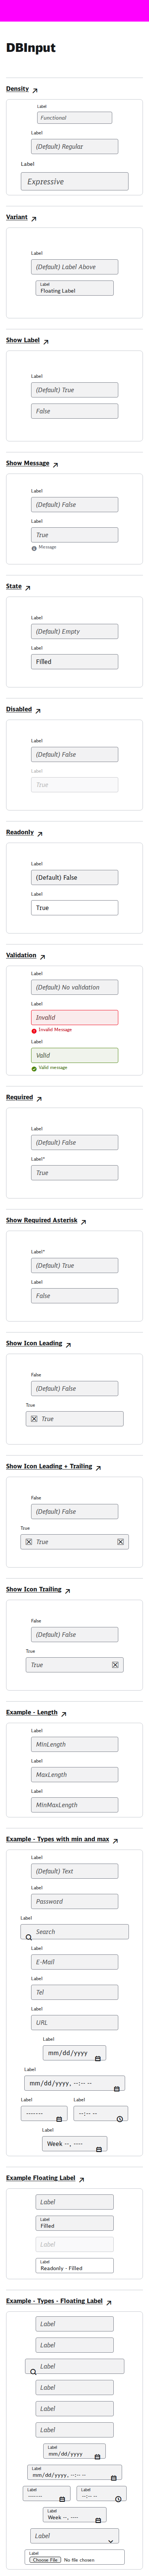 DBInput
Density
Label
Functional
Label
(Default) Regular
Label
Expressive
Variant
Label
(Default) Label Above
Label
Floating Label
Show Label
Label
(Default) True
False
Show Message
Label
(Default) False
Label
True
Message
State
Label
(Default) Empty
Label
Filled
Disabled
Label
(Default) False
Label
True
Readonly
Label
(Default) False
Label
True
Validation
Label
(Default) No validation
Label
Invalid
Invalid Message
Label
Valid
Valid message
Required
Label
(Default) False
Label*
True
Show Required Asterisk
Label*
(Default) True
Label
False
Show Icon Leading
False
(Default) False
True
True
Show Icon Leading + Trailing
False
(Default) False
True
True
Show Icon Trailing
False
(Default) False
True
True
Example - Length
Label
MinLength
Label
MaxLength
Label
MinMaxLength
Example - Types with min and max
Label
(Default) Text
Label
Password
Label
Search
Label
E-Mail
Label
Tel
Label
URL
Label
mm/dd/yyyy
Label
mm/dd/yyyy, --:-- --
Label Label
------- --:-- --
Label
Week --, ----
Example Floating Label
Label
Label
Filled
Label
Label
Readonly - Filled
Example - Types - Floating Label
Label
Label
Label
Label
Label
Label
Label
mm/dd/yyyy
Label
mm/dd/yyyy, --:-- --
Label Label
------- --:-- --
Label
Week --, ----
Label
Label
Choose File No file chosen